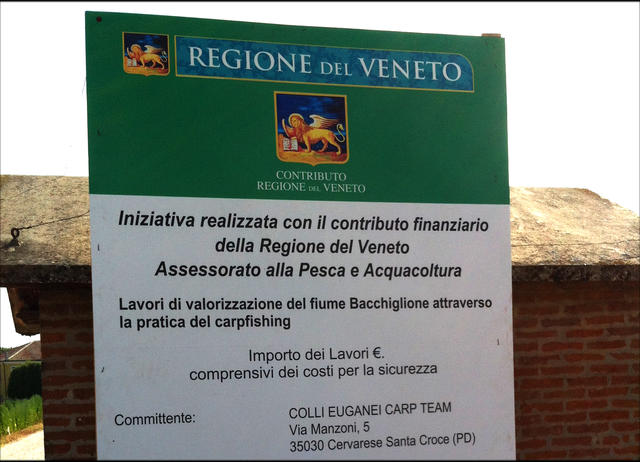 REGIONE DEL VENETO
CONTRIBUTO
REGIONE DEL VENETO
Iniziativa realizzata con il contributo finanziario
della Regione del Veneto
Assessorato alla Pesca e Acquacoltura
Lavori di valorizzazione del fiume Bacchiglione attraverso
la pratica del carpfishing
Importo dei Lavori €.
comprensivi dei costi per la sicurezza
Committente:
COLLI EUGANEI CARP TEAM
Via Manzoni, 5
35030 Cervarese Santa Croce (PD)